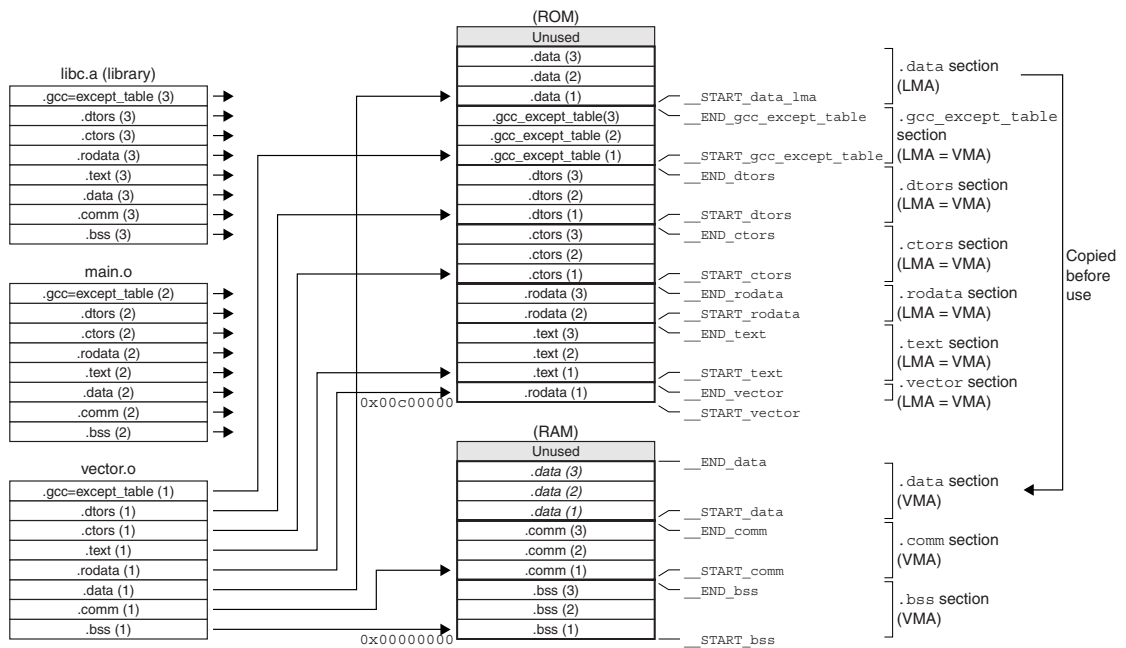 libc.a (library)
.gcc=except_table (3)
.dtors (3)
.ctors (3)
.rodata (3)
.text (3)
.data (3)
.comm (3)
.bss (3)
main.o
.gcc=except_table (2)
.dtors (2)
.ctors (2)
.rodata (2)
.text (2)
.data (2)
.comm (2)
.bss (2)
vector.o
.gcc=except_table (1)
.dtors (1)
.ctors (1)
.text (1)
.rodata (1)
.data (1)
.comm (1)
.bss (1)
(ROM)
Unused
.data (3)
.data (2)
.data (1)
.gcc_except_table(3)
.gcc_except_table (2)
.gcc_except_table (1)
.dtors (3)
.dtors (2)
.dtors (1)
.ctors (3)
.ctors (2)
.ctors (1)
.rodata (3)
.rodata (2)
.text (3)
.text (2)
.text (1)
.rodata (1)
0x00c00000
(RAM)
Unused
.data (3)
.data (2)
.data (1)
.comm (3)
.comm (2)
.comm (1)
.bss (3)
.bss (2)
.bss (1)
0x00000000
__START_data_lma
__END_gcc_except_table
__START_gcc_except_table
__END_dtors
__START_dtors
__END_ctors
__START_ctors
__END_rodata
__START_rodata
__END_text
__START_text
__END_vector
__START_vector
__END_data
__START_data
__END_comm
__START_comm
__END_bss
__START_bss
.data section
(LMA)
.gcc_except_table
section
(LMA = VMA)
.dtors section
(LMA = VMA)
.ctors section
(LMA = VMA)
.rodata section
(LMA = VMA)
.text section
(LMA = VMA)
.vector section
(LMA = VMA)
.data section
(VMA)
.comm section
(VMA)
.bss section
(VMA)
Copied
before
use